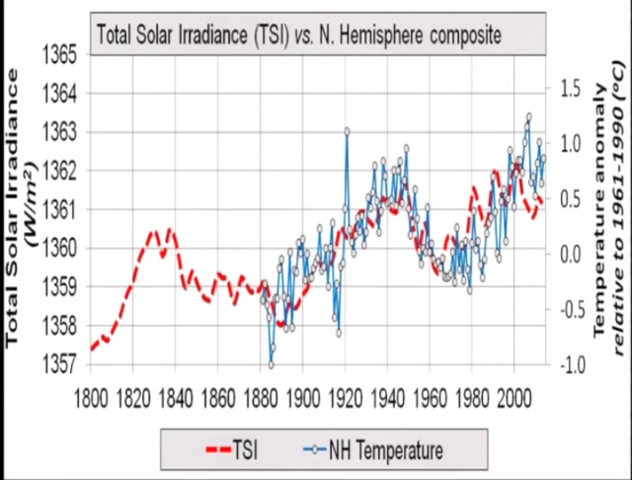 Total Solar Irradiance (TSI) vs. N. Hemisphere composite
1365
1364
1363
1362
1361
1360
1359
1358
1357
Total Solar Irradiance
(W/m²)
1.5
1.0
0.5
0.0
-0.5
-1.0
Temperature anomaly
relative to 1961-1990 (°C)
1800 1820 1840 1860 1880 1900 1920 1940 1960 1980 2000
TSI NH Temperature